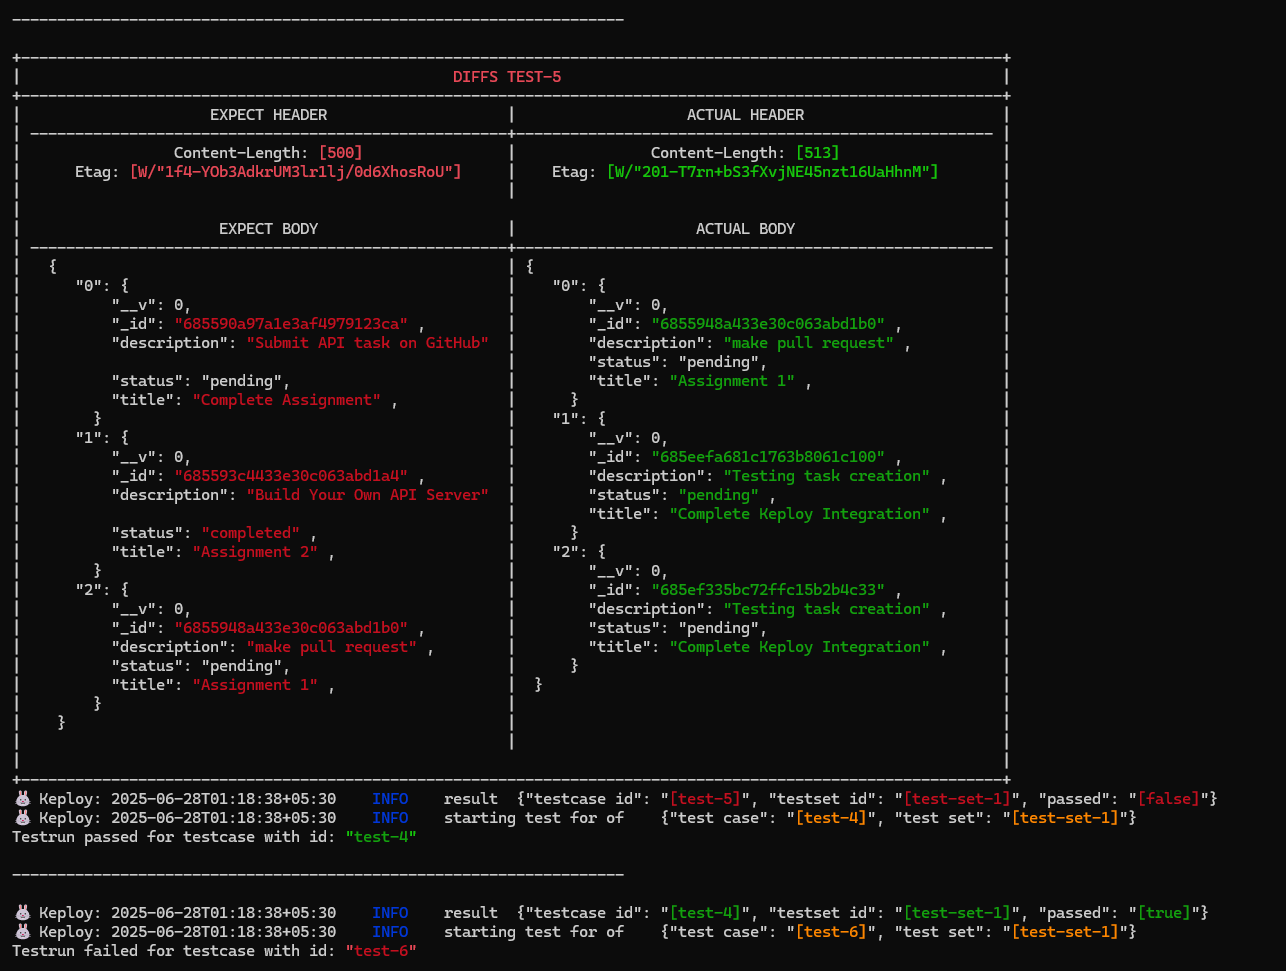 DIFFS TEST-5
EXPECT HEADER | ACTUAL HEADER
Content-Length: [500] | Content-Length: [513]
Etag: [W/"1f4-YOb3AdkrUM3lr1lj/0d6XhosRoU"] | Etag: [W/"201-T7rn+bS3fXvjNE45nzt16UaHhnM"]
EXPECT BODY | ACTUAL BODY
{ | {
"0": { | "0": {
"__v": 0, | "__v": 0,
"_id": "685590a97a1e3af4979123ca" , | "_id": "6855948a433e30c063abd1b0" ,
"description": "Submit API task on GitHub" | "description": "make pull request" ,
| "status": "pending",
"status": "pending", | "title": "Assignment 1" ,
"title": "Complete Assignment" , | }
} | "1": {
"1": { | "__v": 0,
"__v": 0, | "_id": "685eefa681c1763b8061c100" ,
"_id": "685593c4433e30c063abd1a4" , | "description": "Testing task creation" ,
"description": "Build Your Own API Server" | "status": "pending" ,
| "title": "Complete Keploy Integration" ,
"status": "completed" , | }
"title": "Assignment 2" , | "2": {
} | "__v": 0,
"2": { | "_id": "685ef335bc72ffc15b2b4c33" ,
"__v": 0, | "description": "Testing task creation" ,
"_id": "6855948a433e30c063abd1b0" , | "status": "pending",
"description": "make pull request" , | "title": "Complete Keploy Integration" ,
"status": "pending", | }
"title": "Assignment 1" , | }
} |
} |
🐰 Keploy: 2025-06-28T01:18:38+05:30 INFO result {"testcase id": "[test-5]", "testset id": "[test-set-1]", "passed": "[false]"}
🐰 Keploy: 2025-06-28T01:18:38+05:30 INFO starting test for of {"test case": "[test-4]", "test set": "[test-set-1]"}
Testrun passed for testcase with id: "test-4"
🐰 Keploy: 2025-06-28T01:18:38+05:30 INFO result {"testcase id": "[test-4]", "testset id": "[test-set-1]", "passed": "[true]"}
🐰 Keploy: 2025-06-28T01:18:38+05:30 INFO starting test for of {"test case": "[test-6]", "test set": "[test-set-1]"}
Testrun failed for testcase with id: "test-6"